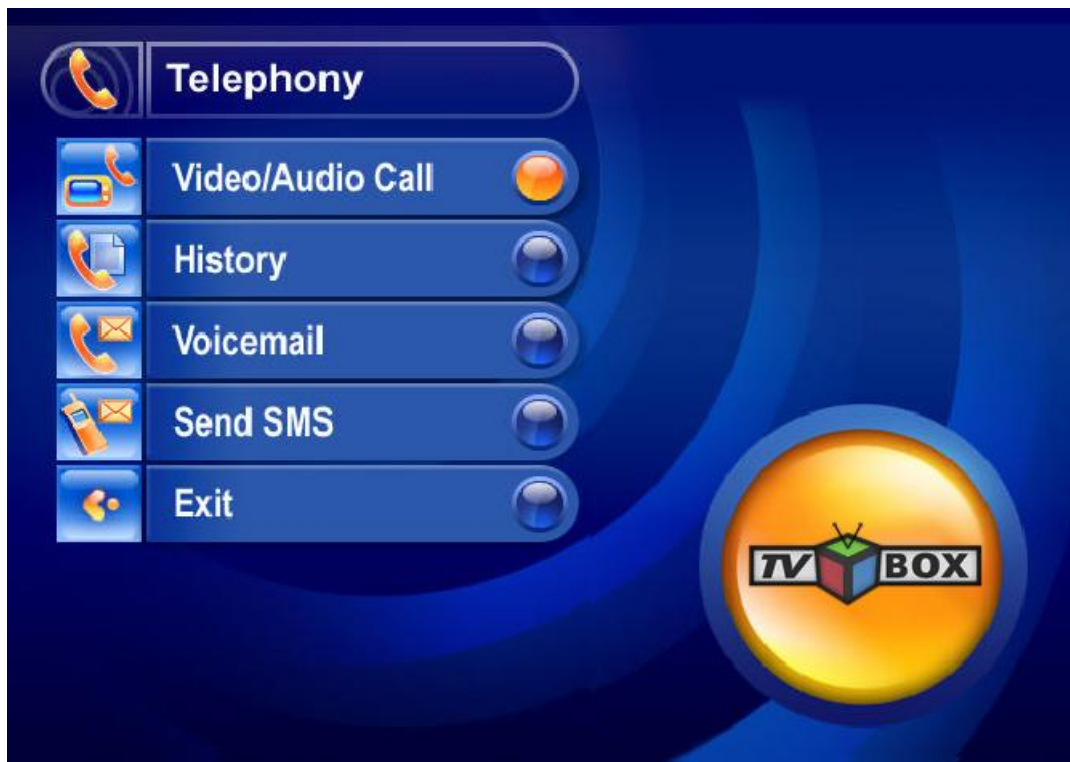 Telephony
Video/Audio Call
History
Voicemail
Send SMS
Exit
TV BOX